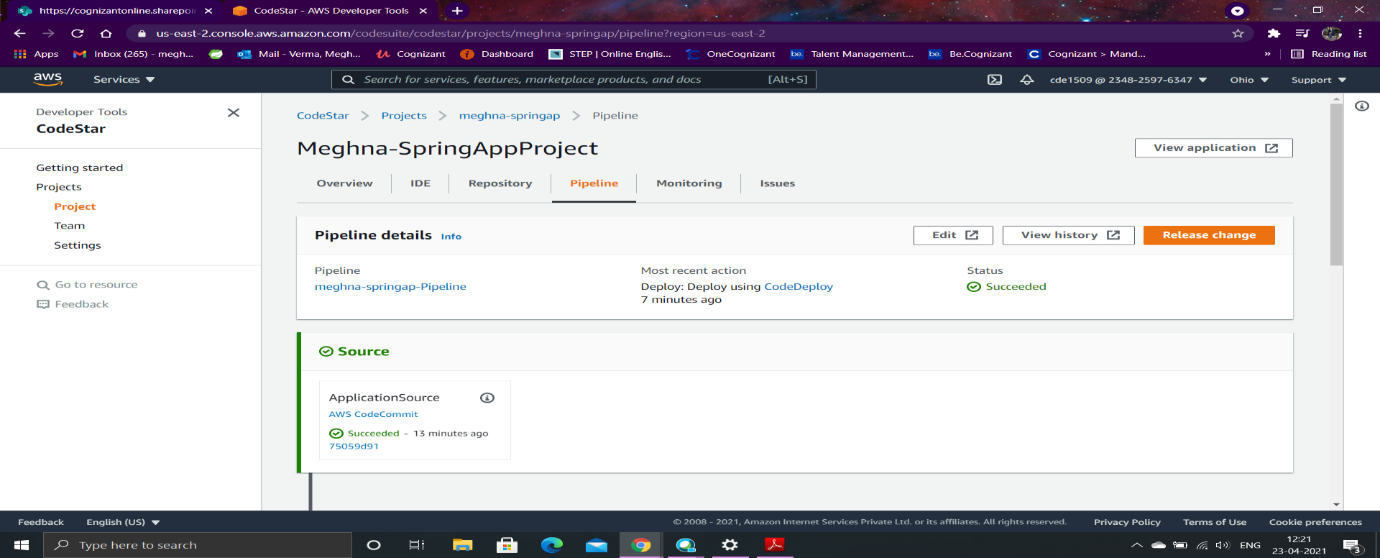 https://cognizantonline.sharepoi
CodeStar - AWS Developer Tools
us-east-2.console.aws.amazon.com/codesuite/codestar/projects/meghna-springap/pipeline?region=us-east-2
Apps
Inbox (265) - megh...
Mail - Verma, Megh...
Cognizant
Dashboard
STEP | Online Englis...
OneCognizant
be. Talent Management...
be. Be.Cognizant
C Cognizant > Mand...
»
Reading list
aws
Services
Search for services, features, marketplace products, and docs
[Alt+S]
cde1509 @ 2348-2597-6347
Ohio
Support
Developer Tools
CodeStar
Getting started
Projects
Project
Team
Settings
Go to resource
Feedback
CodeStar > Projects > meghna-springap > Pipeline
Meghna-SpringAppProject
View application
Overview
IDE
Repository
Pipeline
Monitoring
Issues
Pipeline details Info
Edit
View history
Release change
Pipeline
meghna-springap-Pipeline
Most recent action
Deploy: Deploy using CodeDeploy
7 minutes ago
Status
Succeeded
Source
ApplicationSource
AWS CodeCommit
Succeeded - 13 minutes ago
75059d91
Feedback
English (US)
© 2008 - 2021, Amazon Internet Services Private Ltd. or its affiliates. All rights reserved.
Privacy Policy
Terms of Use
Cookie preferences
Type here to search
ENG
12:21
23-04-2021
3